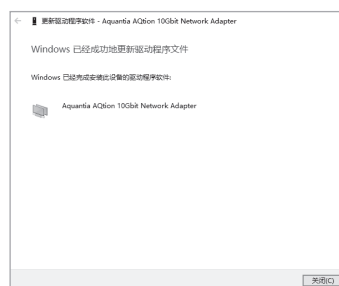 更新驱动程序软件 - Aquantia AQtion 10Gbit Network Adapter
Windows 已经成功地更新驱动程序文件
Windows 已经完成安装此设备的驱动程序软件:
Aquantia AQtion 10Gbit Network Adapter
关闭(C)